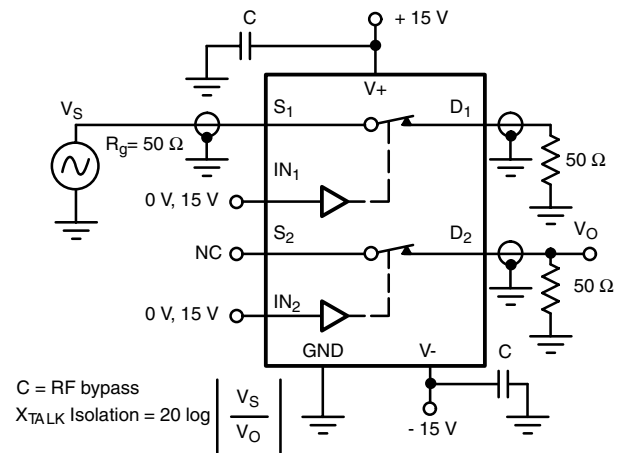 C
+ 15 V
V+
VS
S1
D1
Rg= 50 Ω
50 Ω
IN1
0 V, 15 V
S2
D2
VO
NC
50 Ω
IN2
0 V, 15 V
GND
V-
C
C = RF bypass
XTALK Isolation = 20 log | VS / VO |
- 15 V